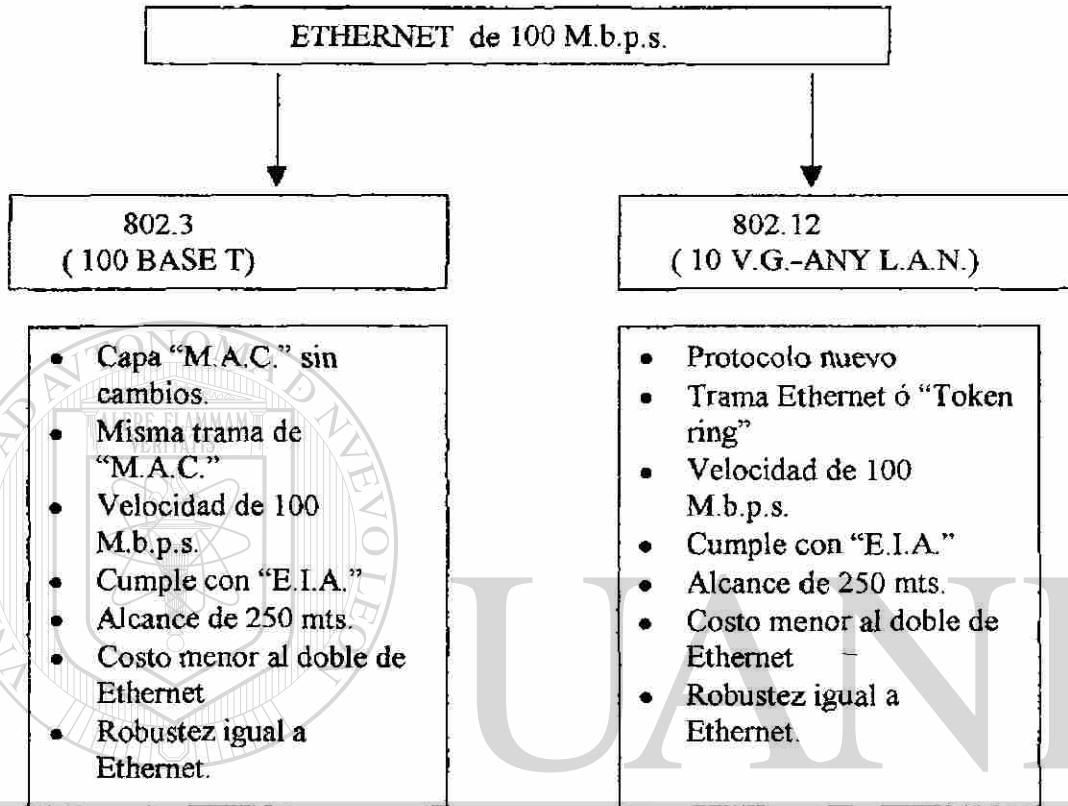 ETHERNET de 100 M.b.p.s.
802.3
( 100 BASE T)
802.12
( 10 V.G.-ANY L.A.N.)
• Capa “M.A.C.” sin
cambios.
• Misma trama de
“M.A.C.”
• Velocidad de 100
M.b.p.s.
• Cumple con “E.I.A.”
• Alcance de 250 mts.
• Costo menor al doble de
Ethernet
• Robustez igual a
Ethernet.
• Protocolo nuevo
• Trama Ethernet ó “Token
ring”
• Velocidad de 100
M.b.p.s.
• Cumple con “E.I.A.”
• Alcance de 250 mts.
• Costo menor al doble de
Ethernet
• Robustez igual a
Ethernet.
ALERE FLAMMAM
VERITATIS